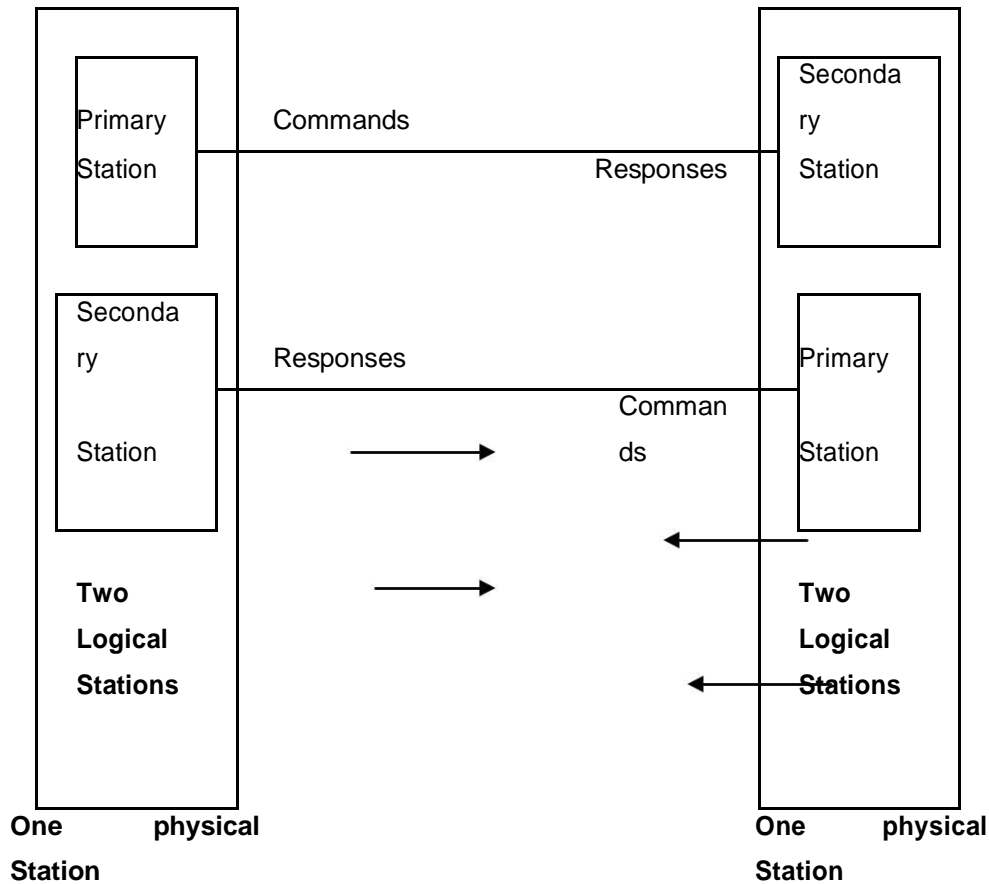 Seconda
Primary
Commands
ry
Station
Responses
Station
Seconda
ry
Responses
Primary
Comman
Station
ds
Station
Two
Logical
Stations
Two
Logical
Stations
One physical
Station
One physical
Station